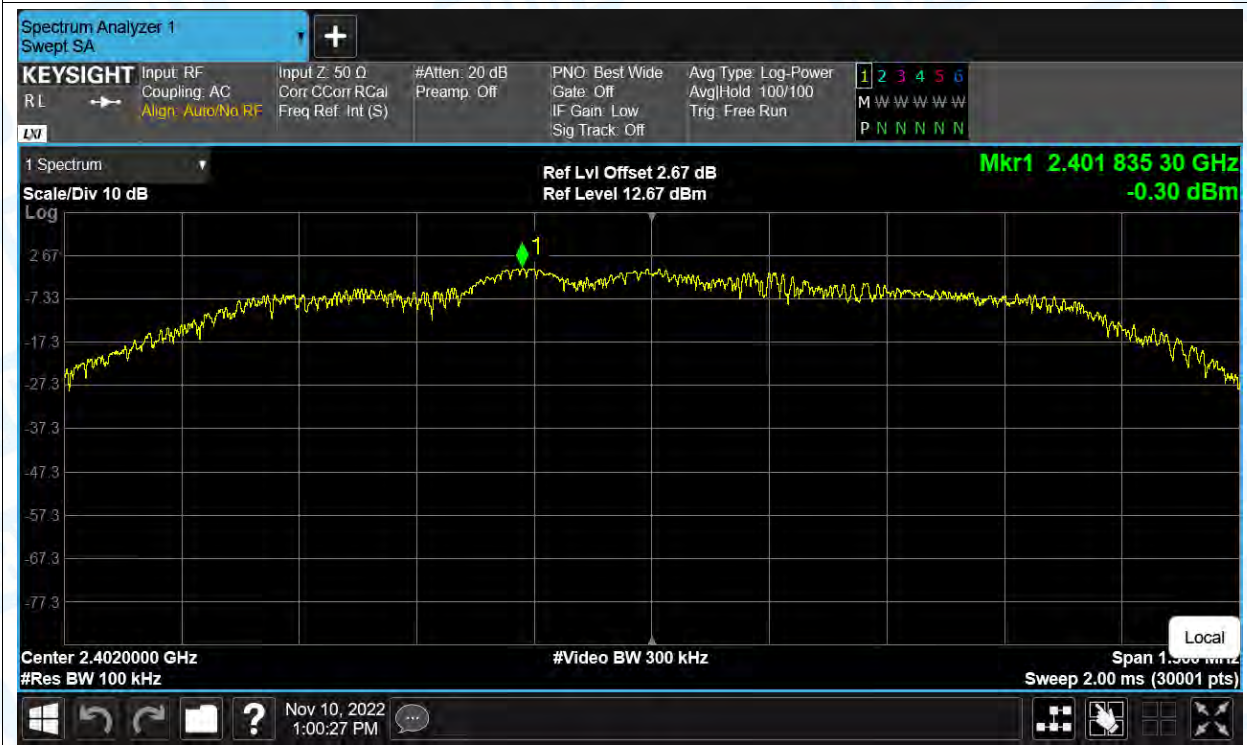 Spectrum Analyzer 1
Swept SA
KEYSIGHT
R L
LXI
Input: RF
Coupling: AC
Align: Auto/No RF
Input Z: 50 Ω
Corr CCorr RCal
Freq Ref: Int (S)
#Atten: 20 dB
Preamp: Off
PNO: Best Wide
Gate: Off
IF Gain: Low
Sig Track: Off
Avg Type: Log-Power
Avg|Hold: 100/100
Trig: Free Run
1 2 3 4 5 6
M W W W W W
P N N N N N
1 Spectrum
Scale/Div 10 dB
Log
Ref Lvl Offset 2.67 dB
Ref Level 12.67 dBm
Mkr1 2.401 835 30 GHz
-0.30 dBm
1
2.67
-7.33
-17.3
-27.3
-37.3
-47.3
-57.3
-67.3
-77.3
Local
Center 2.4020000 GHz
#Video BW 300 kHz
Span
#Res BW 100 kHz
Sweep 2.00 ms (30001 pts)
?
Nov 10, 2022
1:00:27 PM